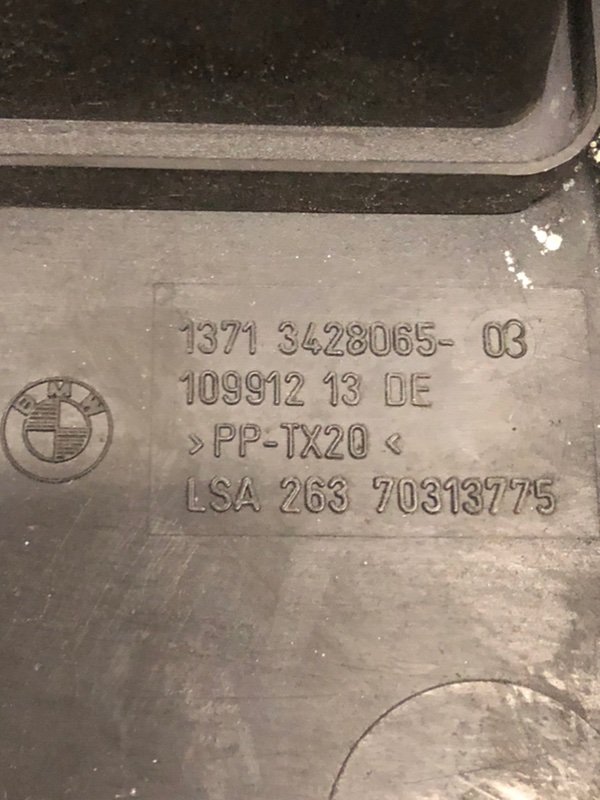 1371 3428065- 03
109912 13 DE
>PP-TX20<
BMW
LSA 263 70313775